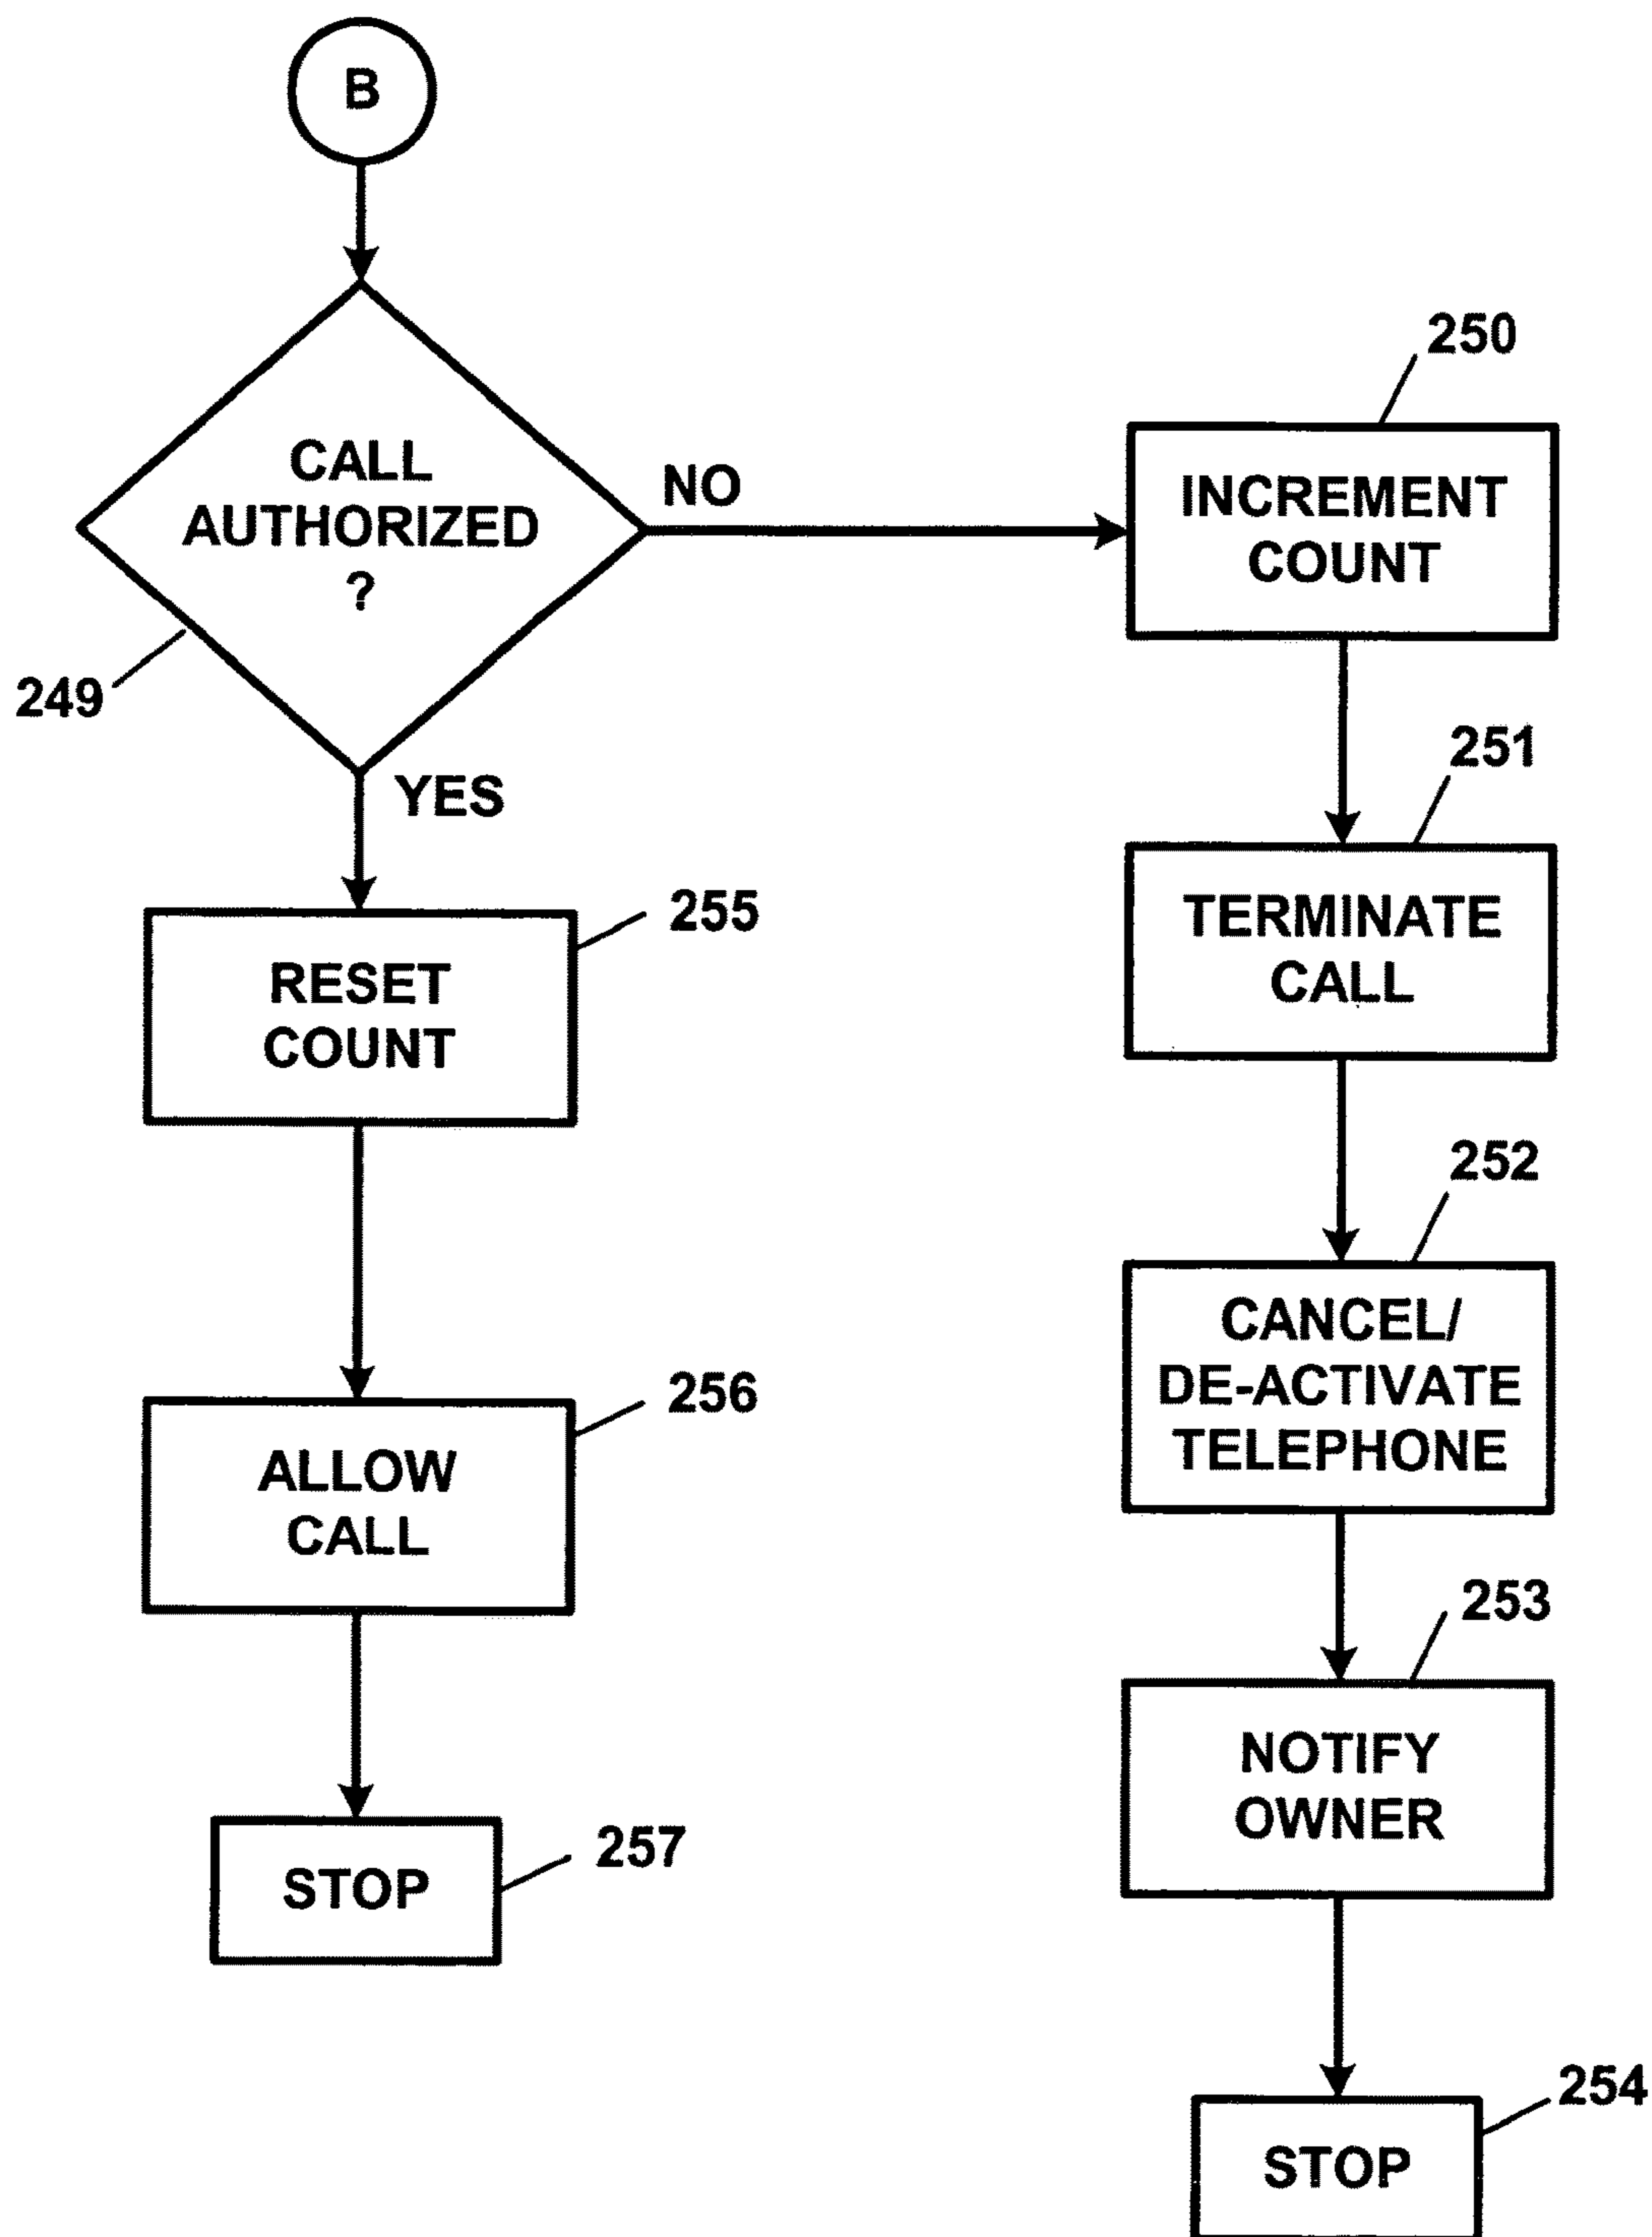 B
CALL
AUTHORIZED
?
249
NO
YES
250
INCREMENT
COUNT
251
TERMINATE
CALL
252
CANCEL/
DE-ACTIVATE
TELEPHONE
253
NOTIFY
OWNER
254
STOP
255
RESET
COUNT
256
ALLOW
CALL
257
STOP